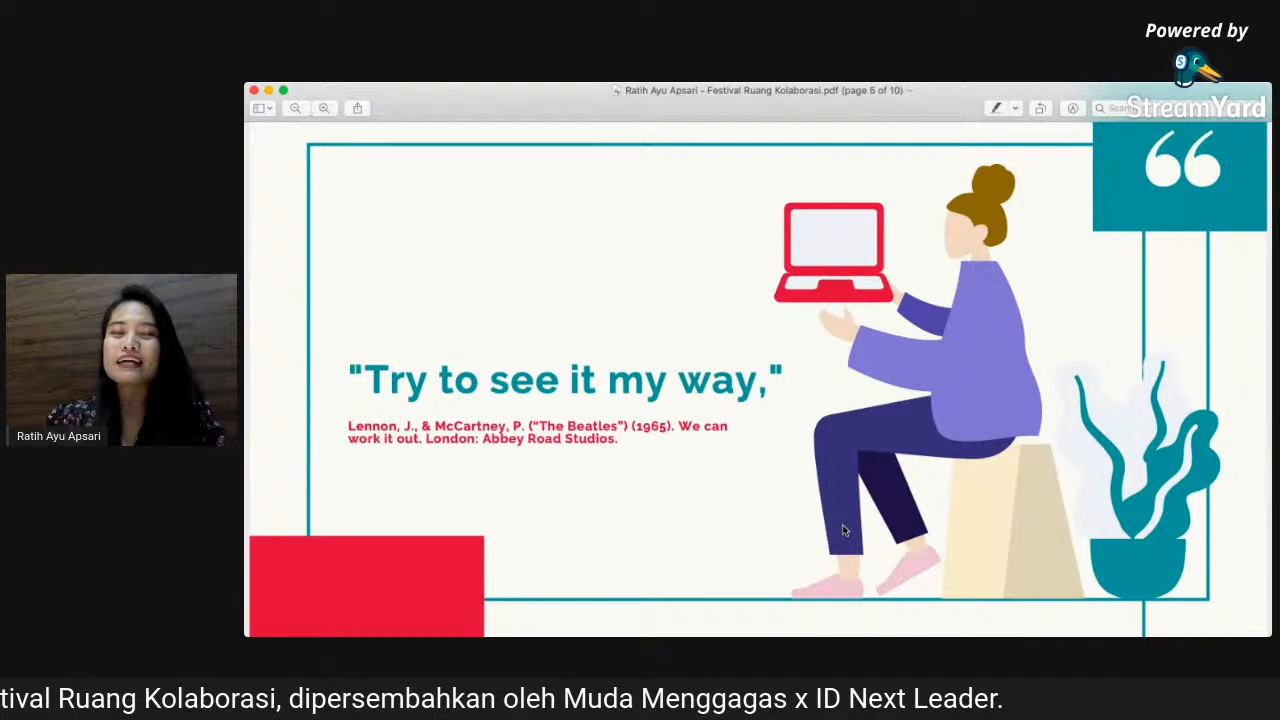 Powered by
StreamYard
Ratih Ayu Apsari - Festival Ruang Kolaborasi.pdf (page 5 of 10)
"Try to see it my way,"
Lennon, J., & McCartney, P. (“The Beatles”) (1965). We can
work it out. London: Abbey Road Studios.
Ratih Ayu Apsari
tival Ruang Kolaborasi, dipersembahkan oleh Muda Menggagas x ID Next Leader.